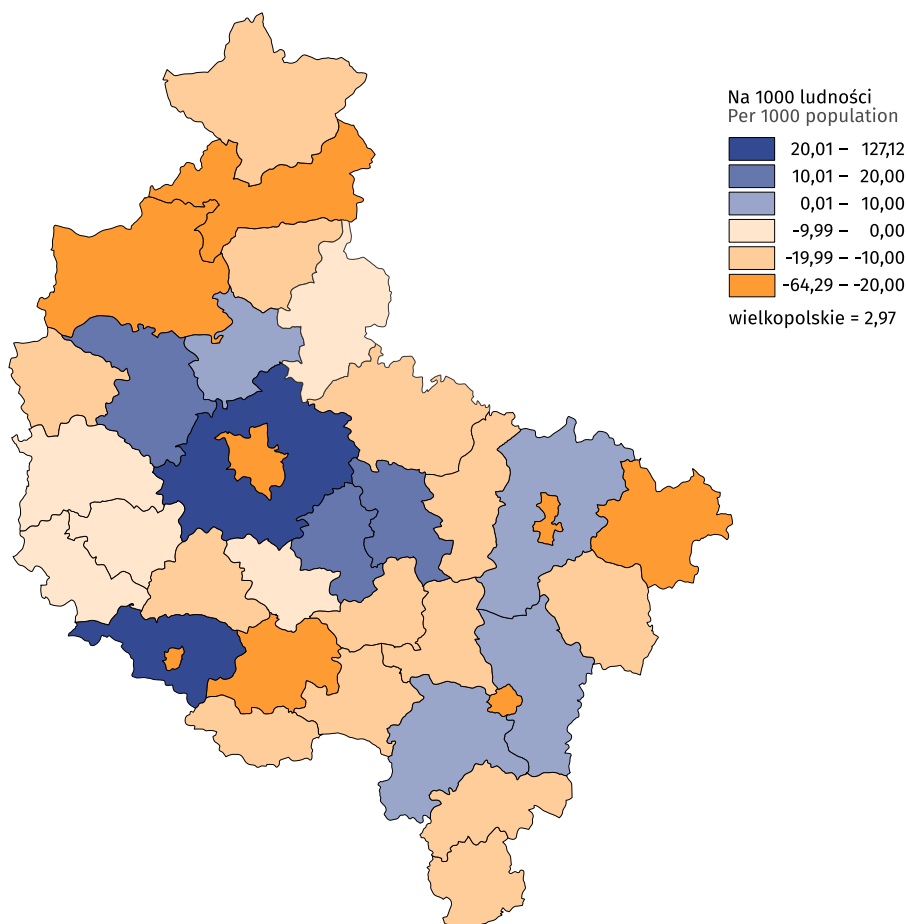 Na 1000 ludności
Per 1000 population
20,01 – 127,12
10,01 – 20,00
0,01 – 10,00
-9,99 – 0,00
-19,99 – -10,00
-64,29 – -20,00
wielkopolskie = 2,97